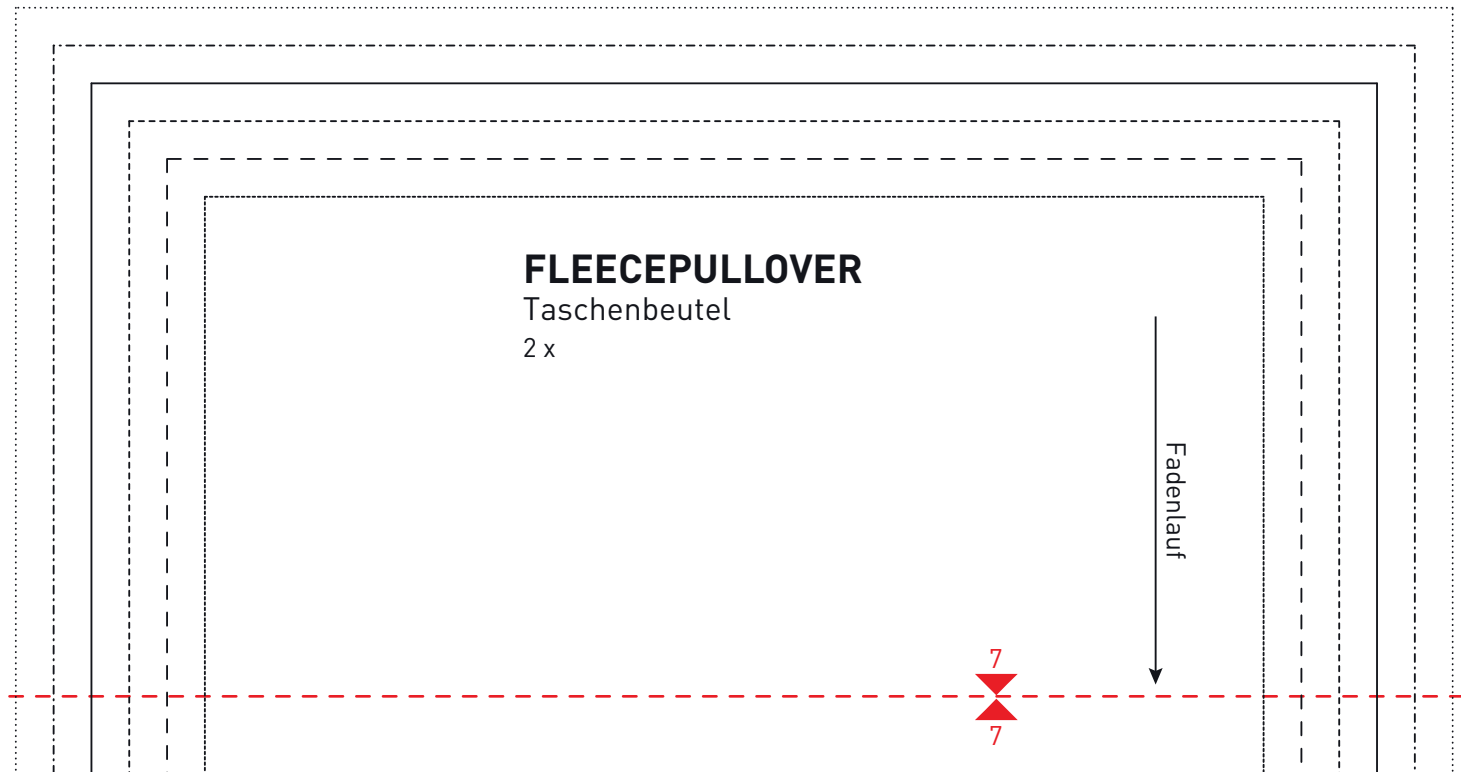 FLEECEPULLOVER
Taschenbeutel
2 x
Fadenlauf
7
7